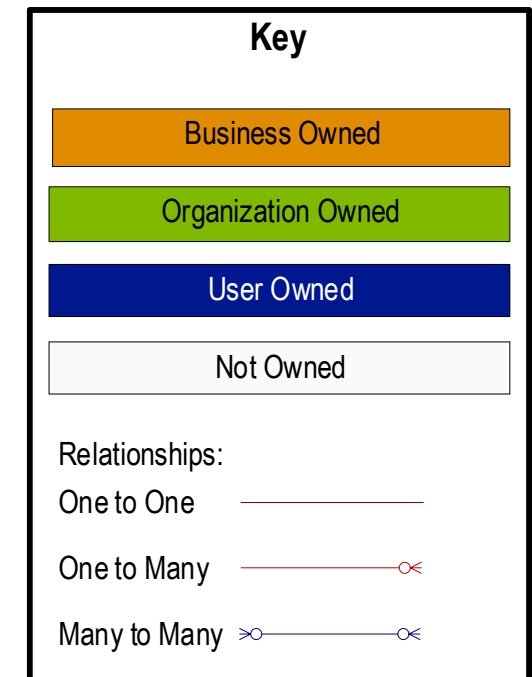 Key
Business Owned
Organization Owned
User Owned
Not Owned
Relationships:
One to One
One to Many
Many to Many